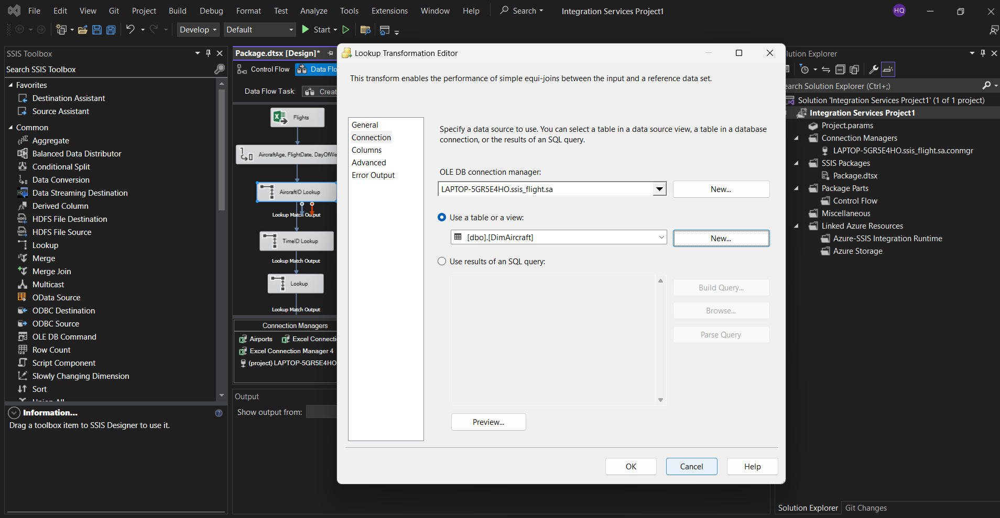 File Edit View Git Project Build Debug Format Test Analyze Tools Extensions Window Help Search Integration Services Project1 HQ
Develop Default Start
SSIS Toolbox
Search SSIS Toolbox
Favorites
Destination Assistant
Source Assistant
Common
Aggregate
Balanced Data Distributor
Conditional Split
Data Conversion
Data Streaming Destination
Derived Column
HDFS File Destination
HDFS File Source
Lookup
Merge
Merge Join
Multicast
OData Source
ODBC Destination
ODBC Source
OLE DB Command
Row Count
Script Component
Slowly Changing Dimension
Sort
Union All
Information...
Drag a toolbox item to SSIS Designer to use it.
Package.dtsx [Design]*
Control Flow Data Flo
Data Flow Task: Creat
Flights
AircraftAge, FlightDate, DayOfWe
AircraftID Lookup
Lookup Match Output
TimeID Lookup
Lookup Match Output
Lookup
Lookup Match Output
Connection Managers
Airports Excel Connecti
Excel Connection Manager 4
(project) LAPTOP-5GR5E4HO
Output
Show output from:
Lookup Transformation Editor
This transform enables the performance of simple equi-joins between the input and a reference data set.
General
Connection
Columns
Advanced
Error Output
Specify a data source to use. You can select a table in a data source view, a table in a database
connection, or the results of an SQL query.
OLE DB connection manager:
LAPTOP-5GR5E4HO.ssis_flight.sa New...
Use a table or a view:
[dbo].[DimAircraft] New...
Use results of an SQL query:
Build Query...
Browse...
Parse Query
Preview...
OK Cancel Help
lution Explorer
earch Solution Explorer (Ctrl+;)
Solution 'Integration Services Project1' (1 of 1 project)
Integration Services Project1
Project.params
Connection Managers
LAPTOP-5GR5E4HO.ssis_flight.sa.conmgr
SSIS Packages
Package.dtsx
Package Parts
Control Flow
Miscellaneous
Linked Azure Resources
Azure-SSIS Integration Runtime
Azure Storage
Solution Explorer Git Changes